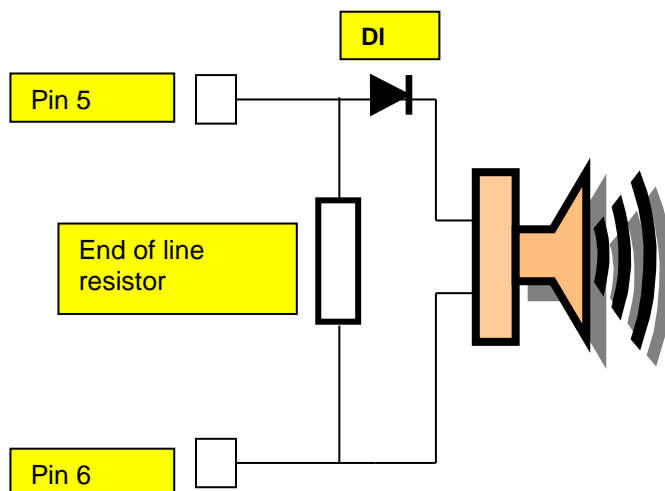 DI
Pin 5
End of line
resistor
Pin 6